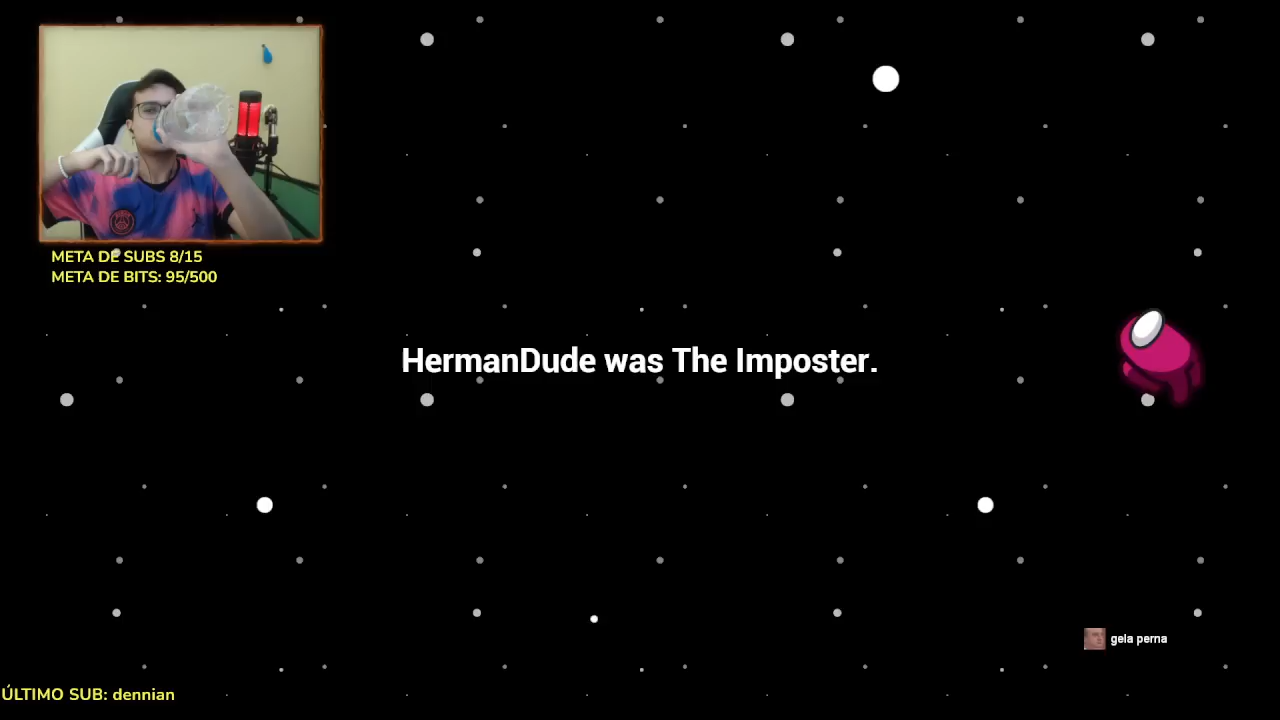 META DE SUBS 8/15
META DE BITS: 95/500
HermanDude was The Imposter.
gela perna
ÚLTIMO SUB: dennian